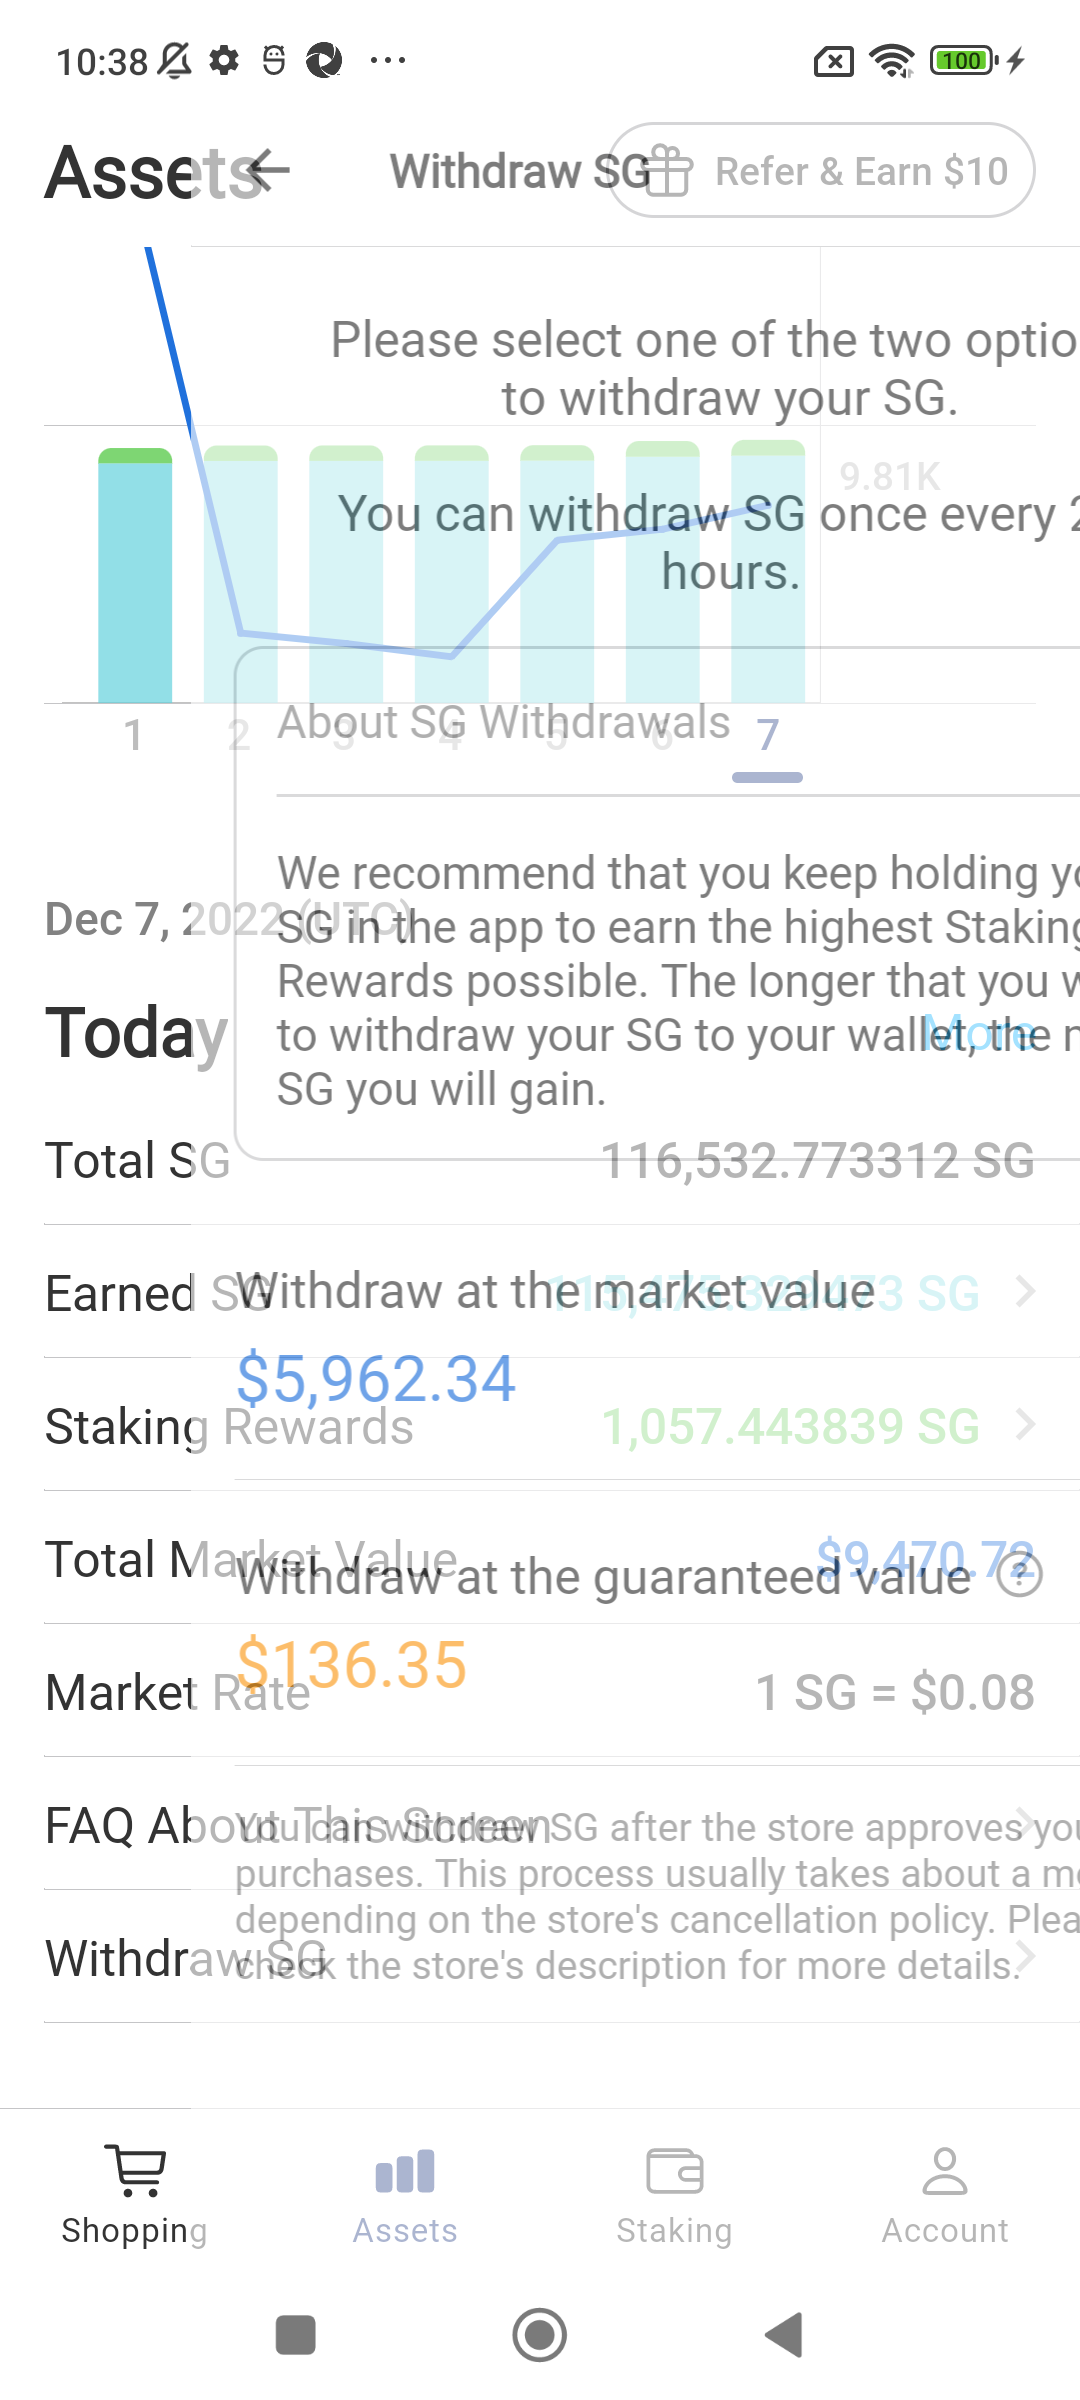 10:38
100
Assets
Withdraw SG
Refer & Earn $10
Please select one of the two optio
to withdraw your SG.
9.81K
You can withdraw SG once every 2
hours.
1 2 3 4 5 6 7
About SG Withdrawals
We recommend that you keep holding yo
Dec 7, 2022 (UTC)
SG in the app to earn the highest Staking
Rewards possible. The longer that you w
Today
More
to withdraw your SG to your wallet, the m
SG you will gain.
Total SG
116,532.773312 SG
Earned SG
115,475.329473 SG
Withdraw at the market value
$5,962.34
Staking Rewards
1,057.443839 SG
Total Market Value
$9,470.72
Withdraw at the guaranteed value ?
$136.35
Market Rate
1 SG = $0.08
FAQ About This Screen
You can withdraw SG after the store approves you
purchases. This process usually takes about a mo
depending on the store's cancellation policy. Plea
Withdraw SG
check the store's description for more details.
Shopping
Assets
Staking
Account